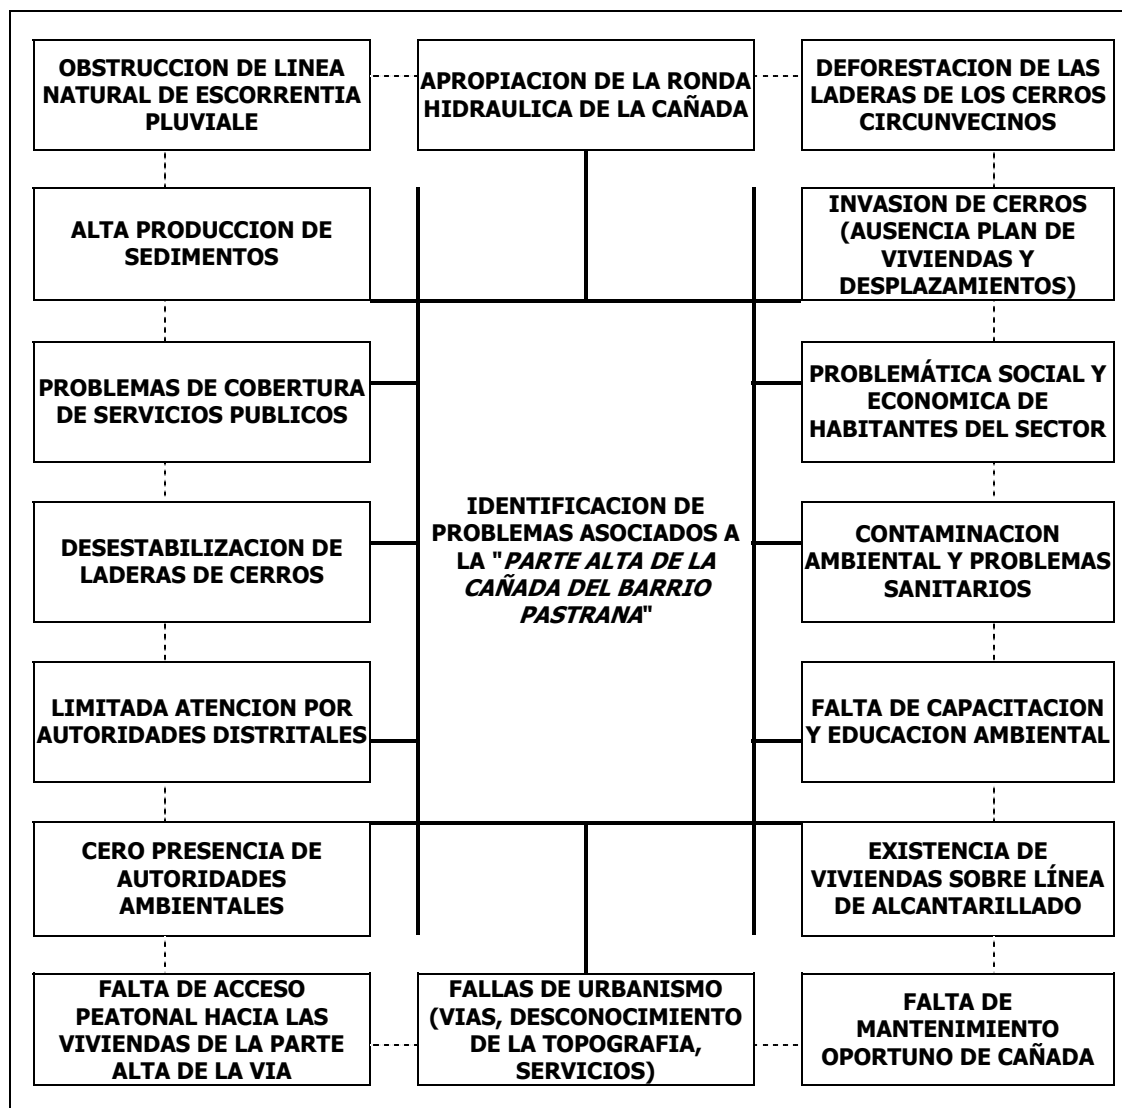 OBSTRUCCION DE LINEA
NATURAL DE ESCORRENTIA
PLUVIALE
APROPIACION DE LA RONDA
HIDRAULICA DE LA CAÑADA
DEFORESTACION DE LAS
LADERAS DE LOS CERROS
CIRCUNVECINOS
ALTA PRODUCCION DE
SEDIMENTOS
INVASION DE CERROS
(AUSENCIA PLAN DE
VIVIENDAS Y
DESPLAZAMIENTOS)
PROBLEMAS DE COBERTURA
DE SERVICIOS PUBLICOS
PROBLEMÁTICA SOCIAL Y
ECONOMICA DE
HABITANTES DEL SECTOR
IDENTIFICACION DE
PROBLEMAS ASOCIADOS A
LA "PARTE ALTA DE LA
CAÑADA DEL BARRIO
PASTRANA"
DESESTABILIZACION DE
LADERAS DE CERROS
CONTAMINACION
AMBIENTAL Y PROBLEMAS
SANITARIOS
LIMITADA ATENCION POR
AUTORIDADES DISTRITALES
FALTA DE CAPACITACION
Y EDUCACION AMBIENTAL
CERO PRESENCIA DE
AUTORIDADES
AMBIENTALES
EXISTENCIA DE
VIVIENDAS SOBRE LÍNEA
DE ALCANTARILLADO
FALTA DE ACCESO
PEATONAL HACIA LAS
VIVIENDAS DE LA PARTE
ALTA DE LA VIA
FALLAS DE URBANISMO
(VIAS, DESCONOCIMIENTO
DE LA TOPOGRAFIA,
SERVICIOS)
FALTA DE
MANTENIMIENTO
OPORTUNO DE CAÑADA